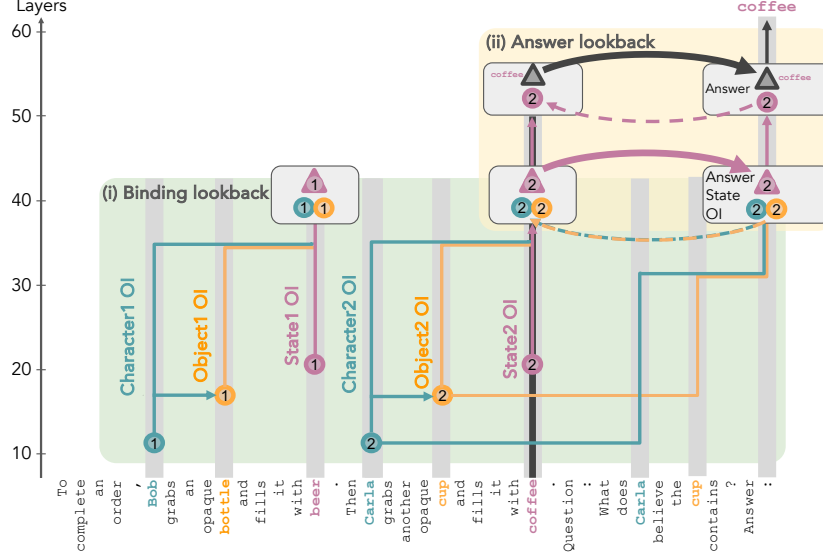 Layers
coffee
60
(ii) Answer lookback
coffee
Answer
coffee
2
2
50
(i) Binding lookback
1
1
1
2
2
2
Answer
State
OI
2
2
2
40
30
20
10
Character1 OI
Object1 OI
State1 OI
Character2 OI
Object2 OI
State2 OI
1
1
1
2
2
2
To
complete
an
order
,
Bob
grabs
an
opaque
bottle
and
fills
it
with
beer
.
Then
Carla
grabs
another
opaque
cup
and
fills
it
with
coffee
.
Question
:
What
does
Carla
believe
the
cup
contains
?
Answer
: